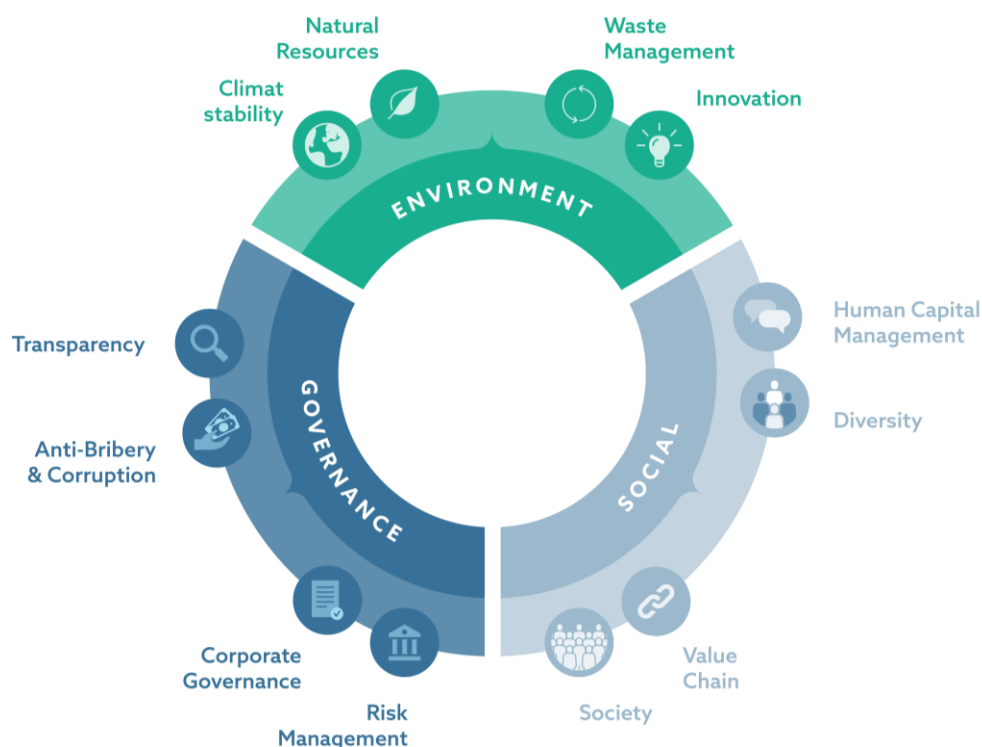 Natural
Resources
Waste
Management
Climat
stability
Innovation
ENVIRONMENT
Human Capital
Management
Transparency
Diversity
Anti-Bribery
& Corruption
GOVERNANCE
SOCIAL
Corporate
Governance
Value
Chain
Risk
Management
Society